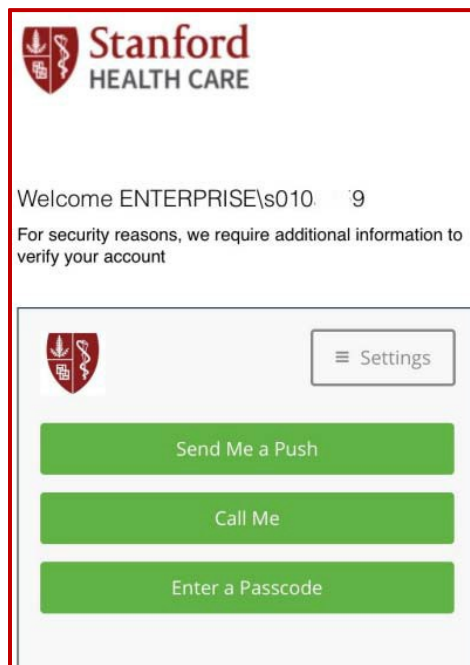 Stanford
HEALTH CARE
Welcome ENTERPRISE\s010 9
For security reasons, we require additional information to
verify your account
≡ Settings
Send Me a Push
Call Me
Enter a Passcode